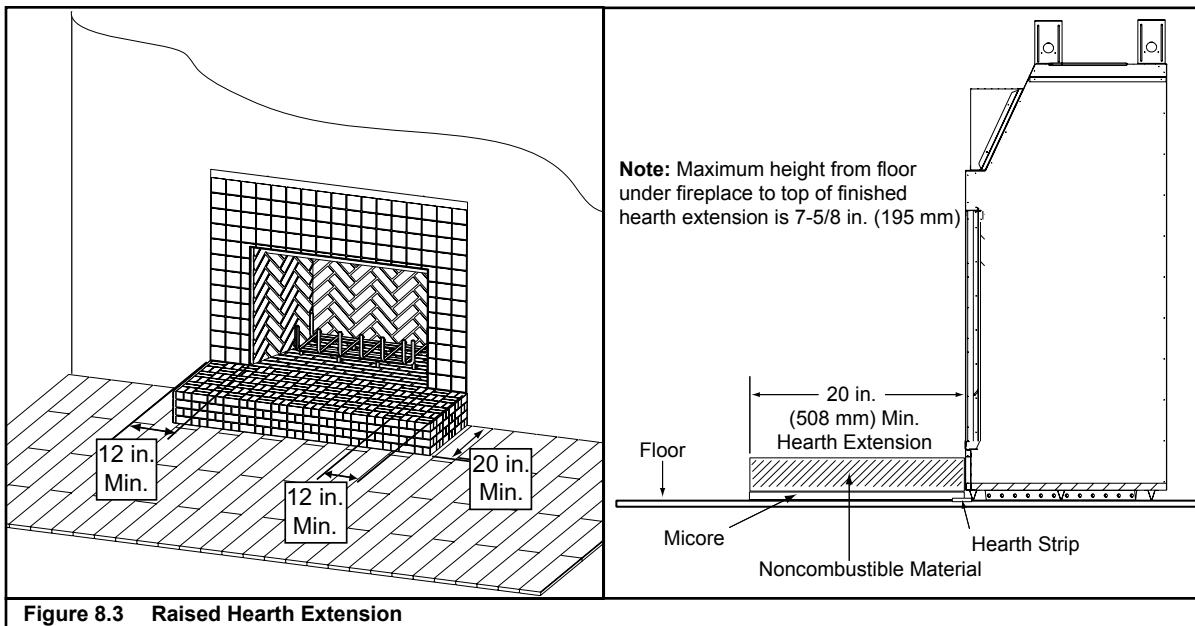 12 in.
Min.
12 in.
Min.
20 in.
Min.
Note: Maximum height from floor
under fireplace to top of finished
hearth extension is 7-5/8 in. (195 mm)
20 in.
(508 mm) Min.
Hearth Extension
Floor
Micore
Hearth Strip
Noncombustible Material
Figure 8.3 Raised Hearth Extension